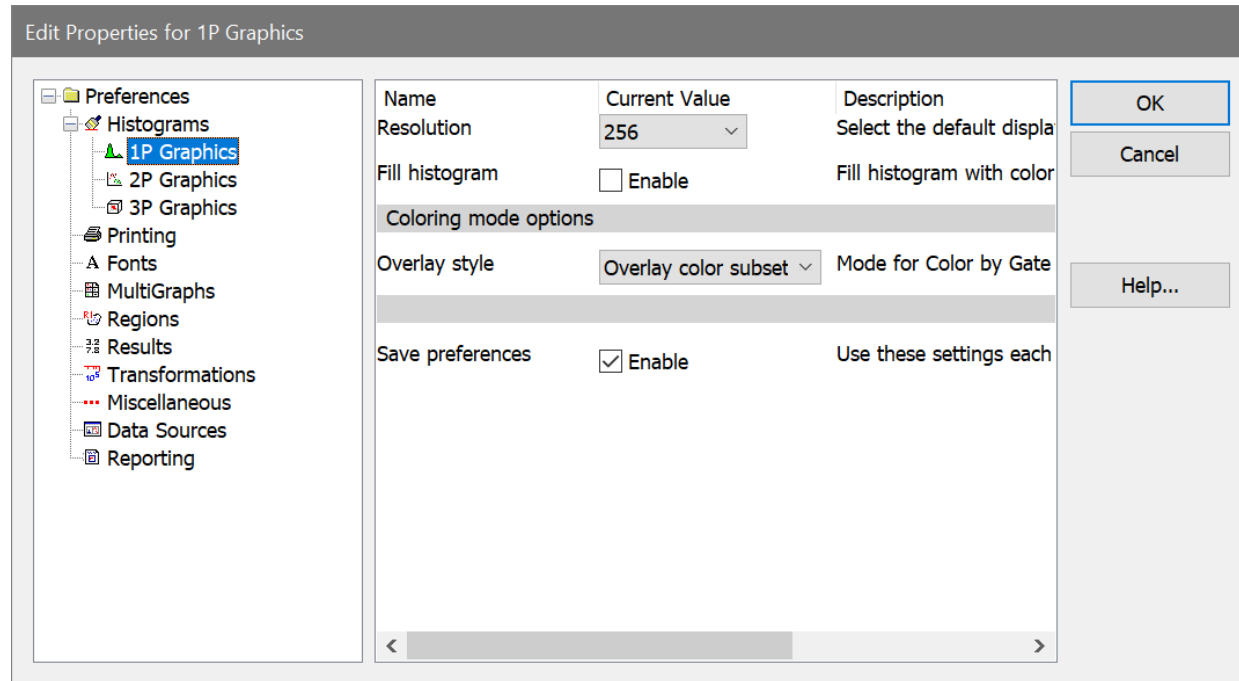 Edit Properties for 1P Graphics
Preferences
Histograms
1P Graphics
2P Graphics
3P Graphics
Printing
A Fonts
MultiGraphs
Regions
Results
Transformations
Miscellaneous
Data Sources
Reporting
Name Current Value Description
Resolution 256 Select the default displa
Fill histogram Enable Fill histogram with color
Coloring mode options
Overlay style Overlay color subset Mode for Color by Gate
Save preferences Enable Use these settings each
OK
Cancel
Help...